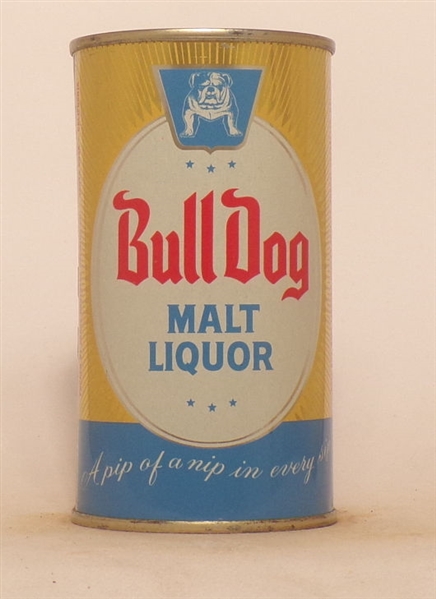 Bull Dog
MALT
LIQUOR
A pip of a nip in every